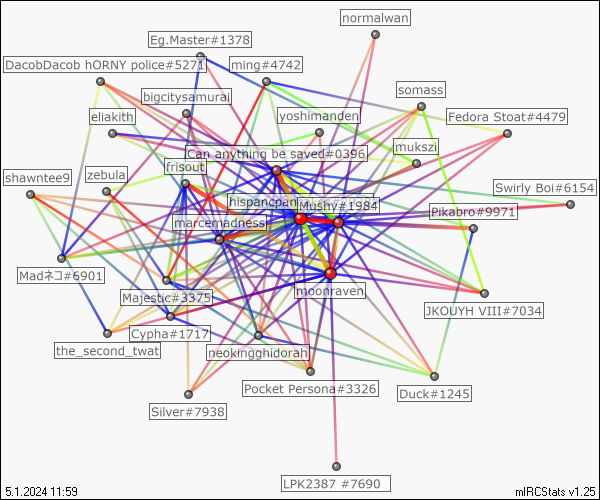 normalwan
Eg.Master#1378
DacobDacob hORNY police#5271
ming#4742
somass
bigcitysamurai
Fedora Stoat#4479
eliakith
yoshimanden
mukszi
Can anything be saved#0396
frisout
shawntee9
zebula
Swirly Boi#6154
hispancpan
Mushy#1984
Pikabro#9971
marcemadness
Madネコ#6901
moonraven
Majestic#3375
JKOUYH VIII#7034
Cypha#1717
the_second_twat
neokingghidorah
Pocket Persona#3326
Duck#1245
Silver#7938
LPK2387 #7690
5.1.2024 11:59
mIRCStats v1.25